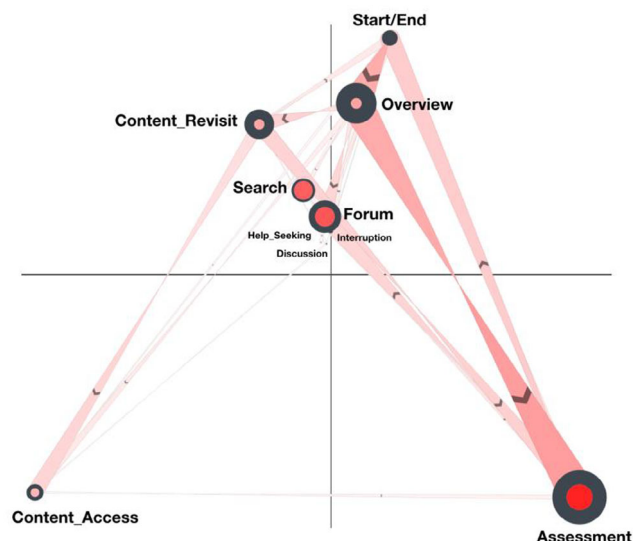 Start/End
Overview
Content_Revisit
Search
Forum
Help_Seeking
Interruption
Discussion
Content_Access
Assessment